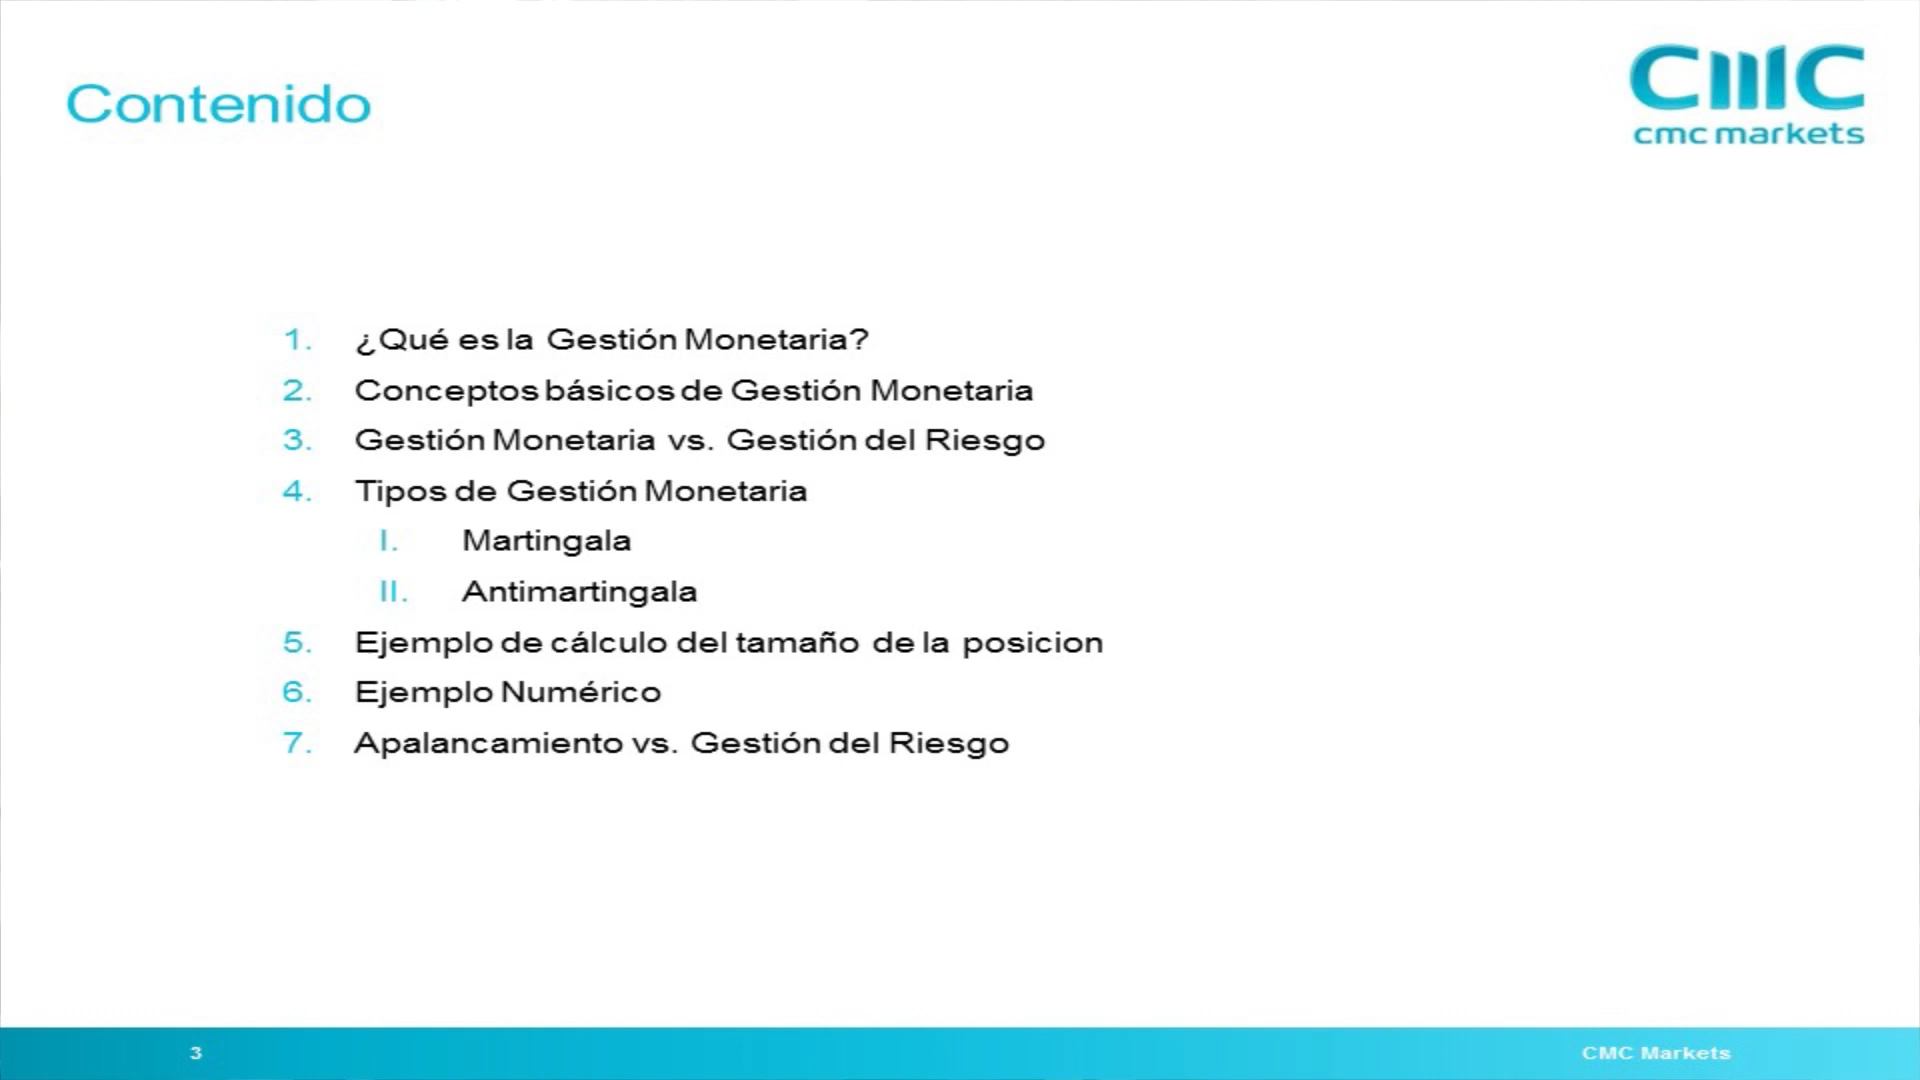 Contenido
CMC
cmc markets
1. ¿Qué es la Gestión Monetaria?
2. Conceptos básicos de Gestión Monetaria
3. Gestión Monetaria vs. Gestión del Riesgo
4. Tipos de Gestión Monetaria
I. Martingala
II. Antimartingala
5. Ejemplo de cálculo del tamaño de la posicion
6. Ejemplo Numérico
7. Apalancamiento vs. Gestión del Riesgo
3
CMC Markets